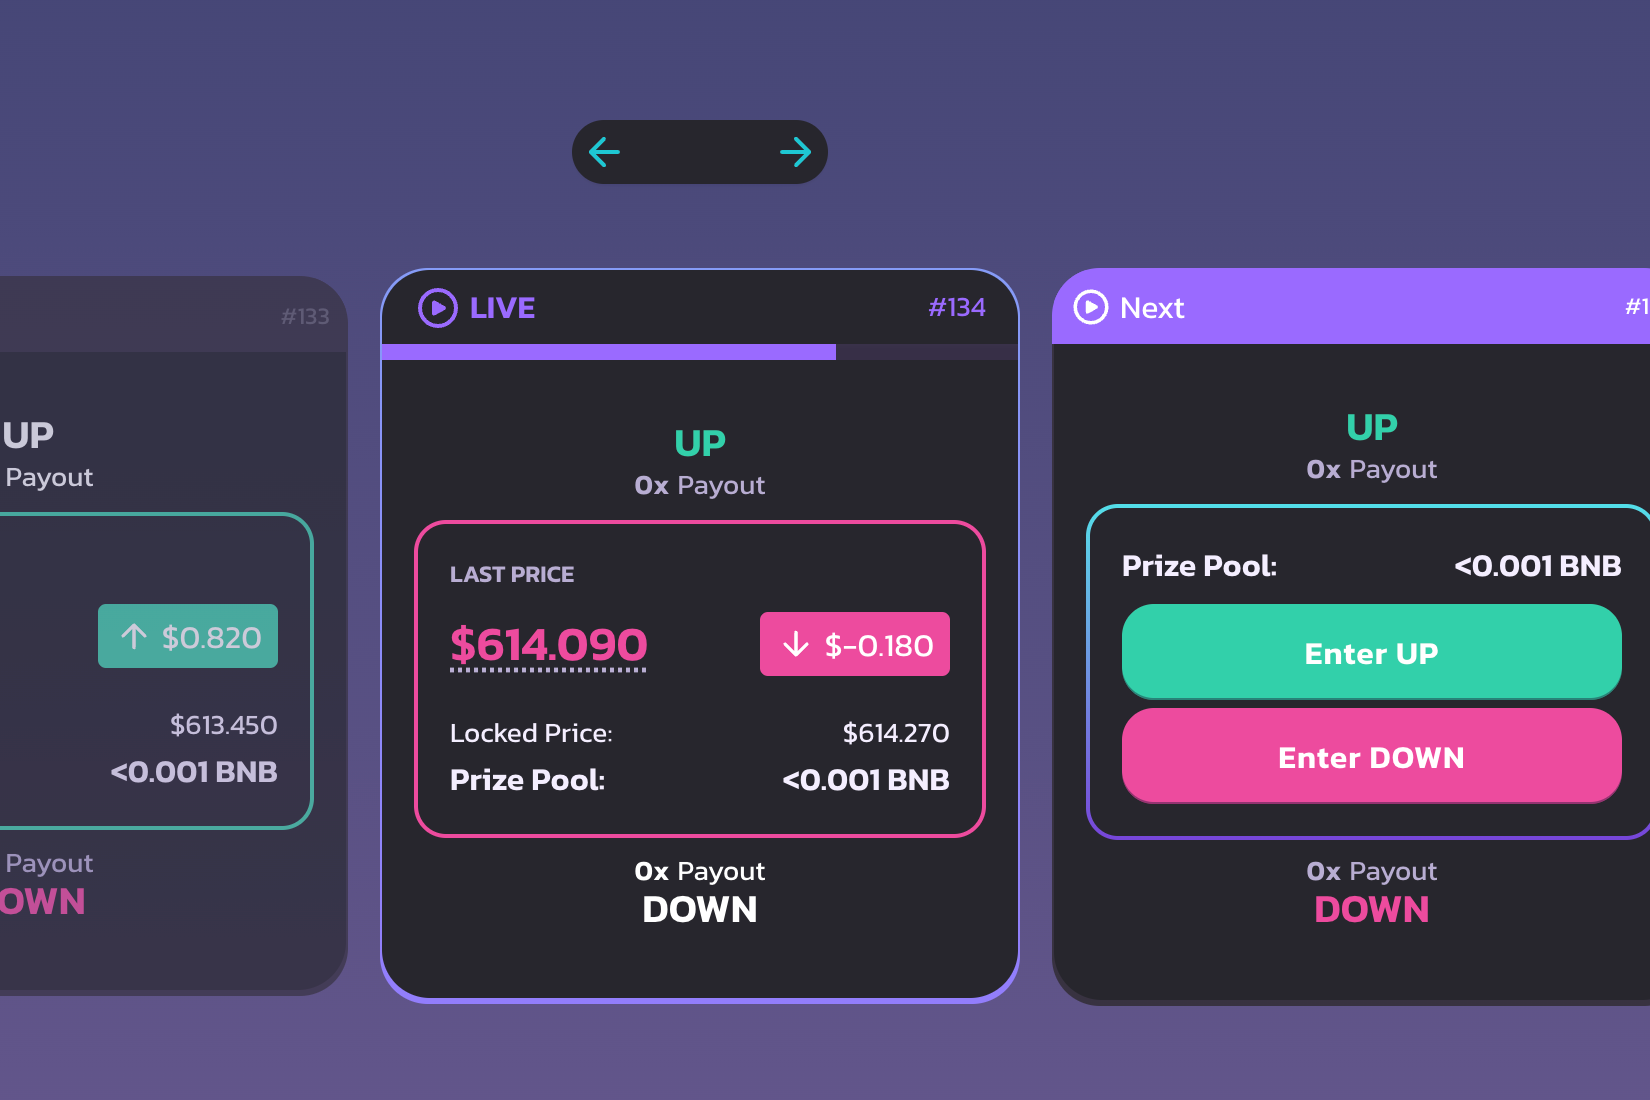 #133
UP
Payout
$0.820
$613.450
<0.001 BNB
Payout
OWN
LIVE #134
UP
0x Payout
LAST PRICE
$614.090 $-0.180
Locked Price: $614.270
Prize Pool: <0.001 BNB
0x Payout
DOWN
Next #1
UP
0x Payout
Prize Pool: <0.001 BNB
Enter UP
Enter DOWN
0x Payout
DOWN